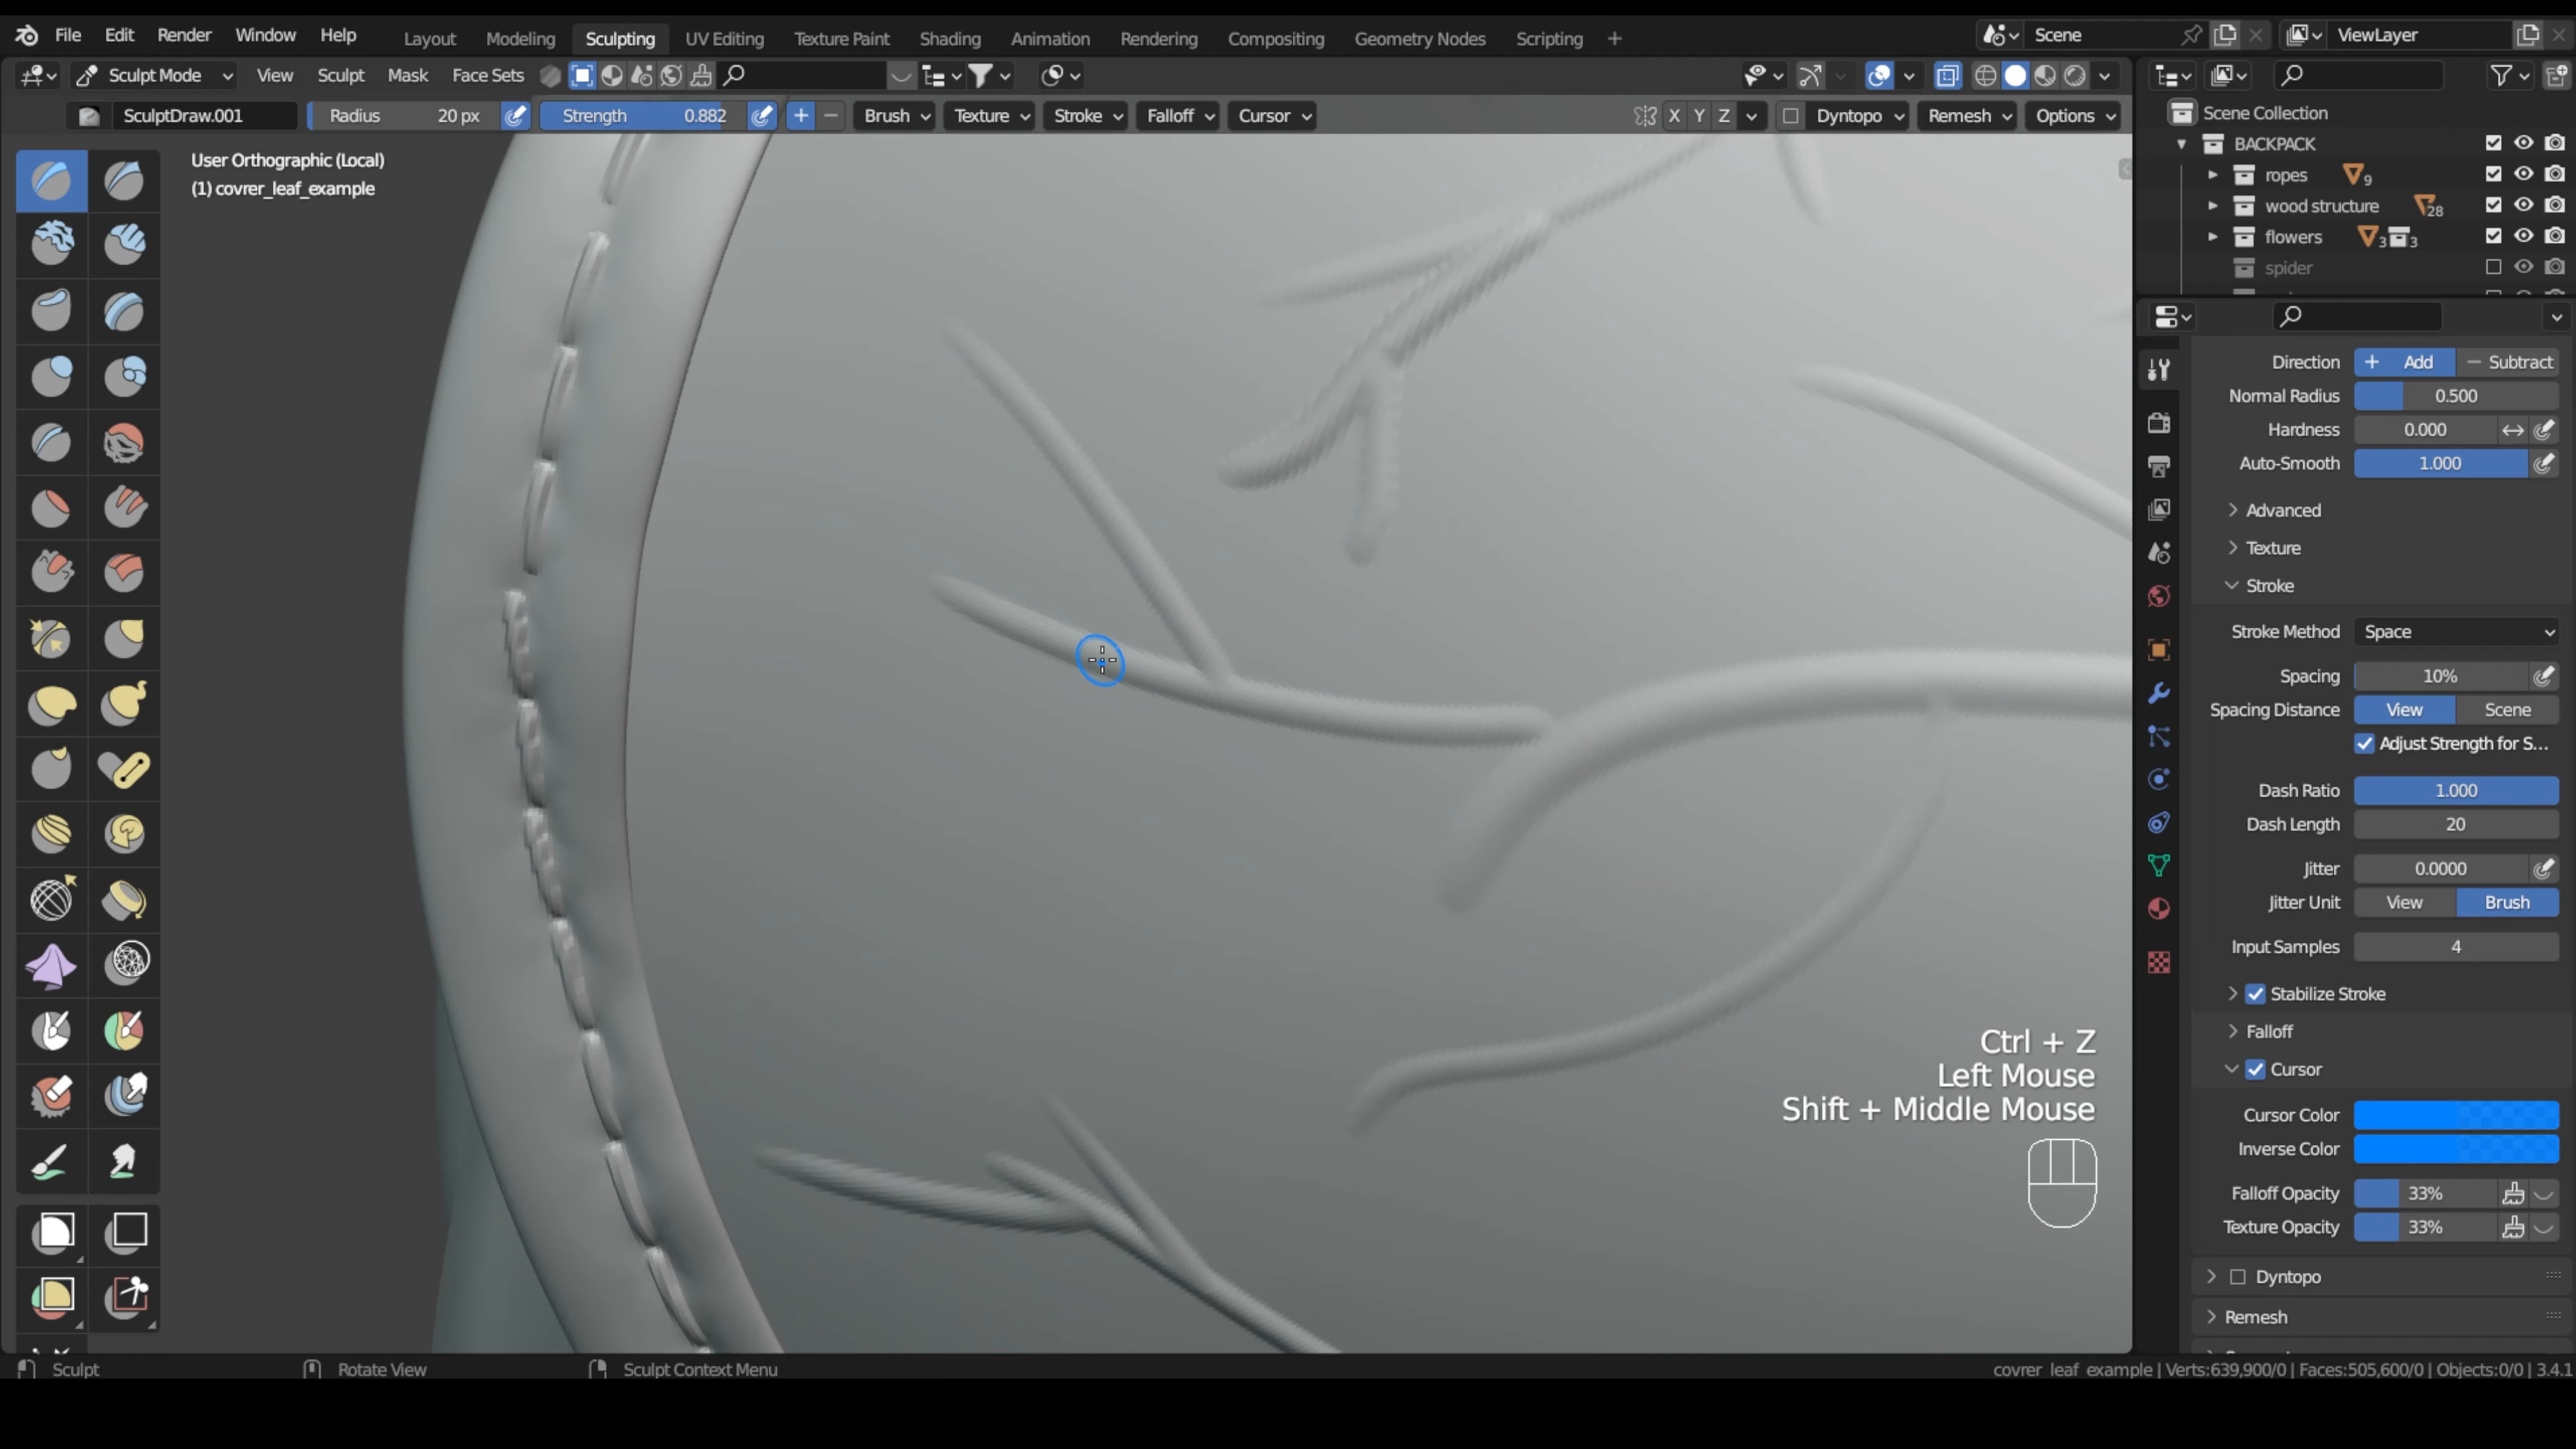 File Edit Render Window Help Layout Modeling Sculpting UV Editing Texture Paint Shading Animation Rendering Compositing Geometry Nodes Scripting + Scene ViewLayer
Sculpt Mode View Sculpt Mask Face Sets
SculptDraw.001 Radius 20 px Strength 0.882 Brush Texture Stroke Falloff Cursor X Y Z Dyntopo Remesh Options
User Orthographic (Local)
(1) covrer_leaf_example
Scene Collection
BACKPACK
ropes 9
wood structure 28
flowers 3 3
spider
Direction + Add − Subtract
Normal Radius 0.500
Hardness 0.000
Auto-Smooth 1.000
Advanced
Texture
Stroke
Stroke Method Space
Spacing 10%
Spacing Distance View Scene
Adjust Strength for S...
Dash Ratio 1.000
Dash Length 20
Jitter 0.0000
Jitter Unit View Brush
Input Samples 4
Stabilize Stroke
Falloff
Cursor
Cursor Color
Inverse Color
Falloff Opacity 33%
Texture Opacity 33%
Dyntopo
Remesh
Ctrl + Z
Left Mouse
Shift + Middle Mouse
Sculpt Rotate View Sculpt Context Menu covrer_leaf_example | Verts:639,900/0 | Faces:505,600/0 | Objects:0/0 | 3.4.1